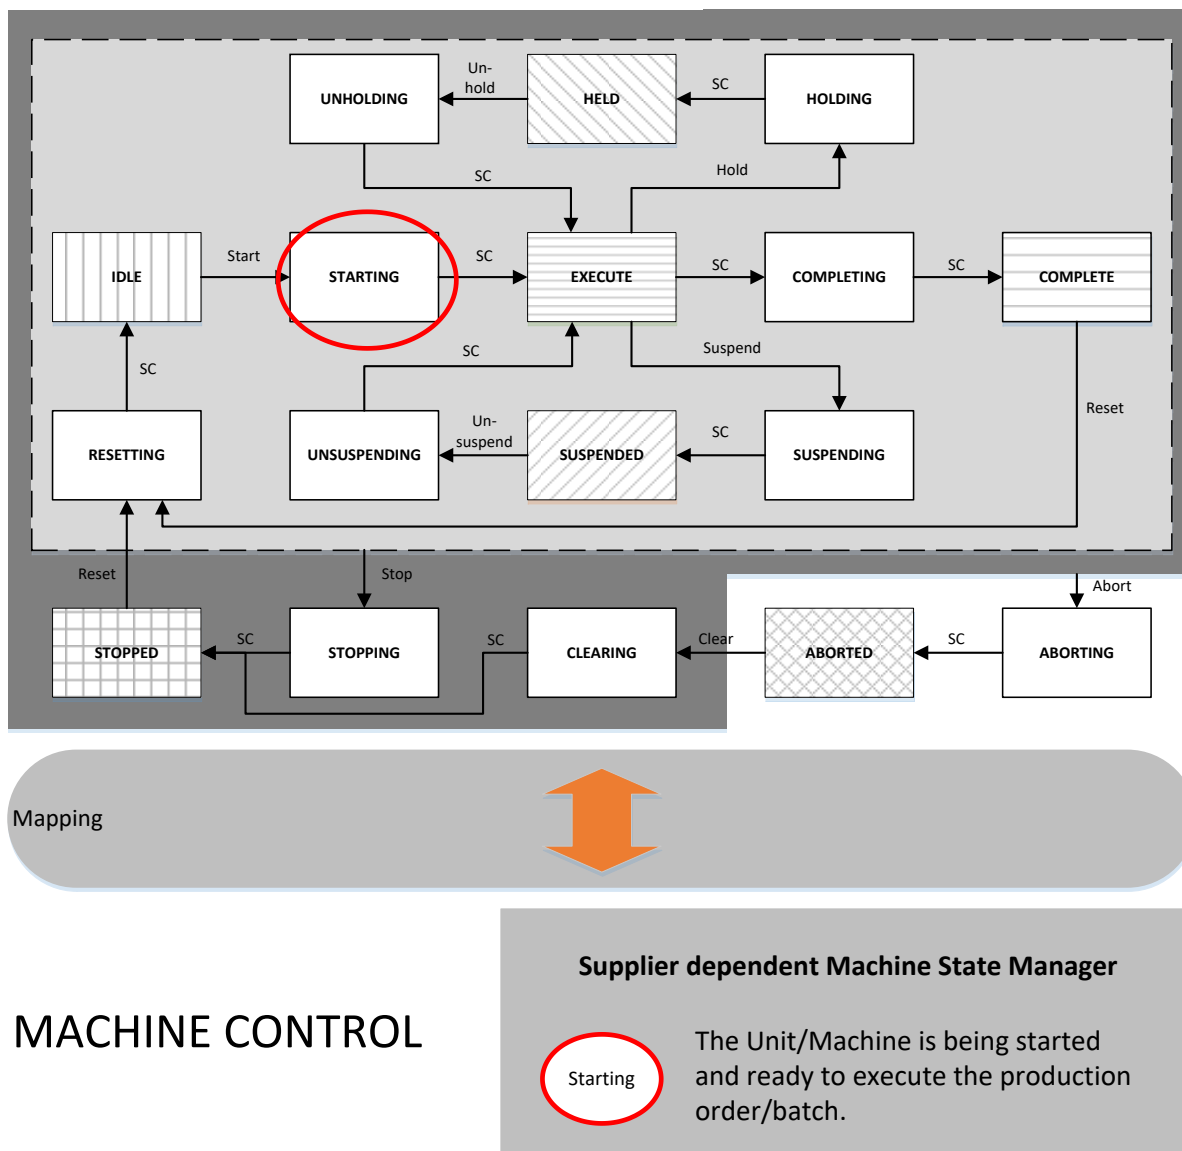 Un-
hold
SC
UNHOLDING
HELD
HOLDING
SC
Hold
Start
SC
SC
SC
IDLE
STARTING
EXECUTE
COMPLETING
COMPLETE
SC
SC
Suspend
Reset
Un-
suspend
SC
RESETTING
UNSUSPENDING
SUSPENDED
SUSPENDING
Reset
Stop
Abort
SC
SC
Clear
SC
STOPPED
STOPPING
CLEARING
ABORTED
ABORTING
Mapping
Supplier dependent Machine State Manager
MACHINE CONTROL
Starting
The Unit/Machine is being started
and ready to execute the production
order/batch.